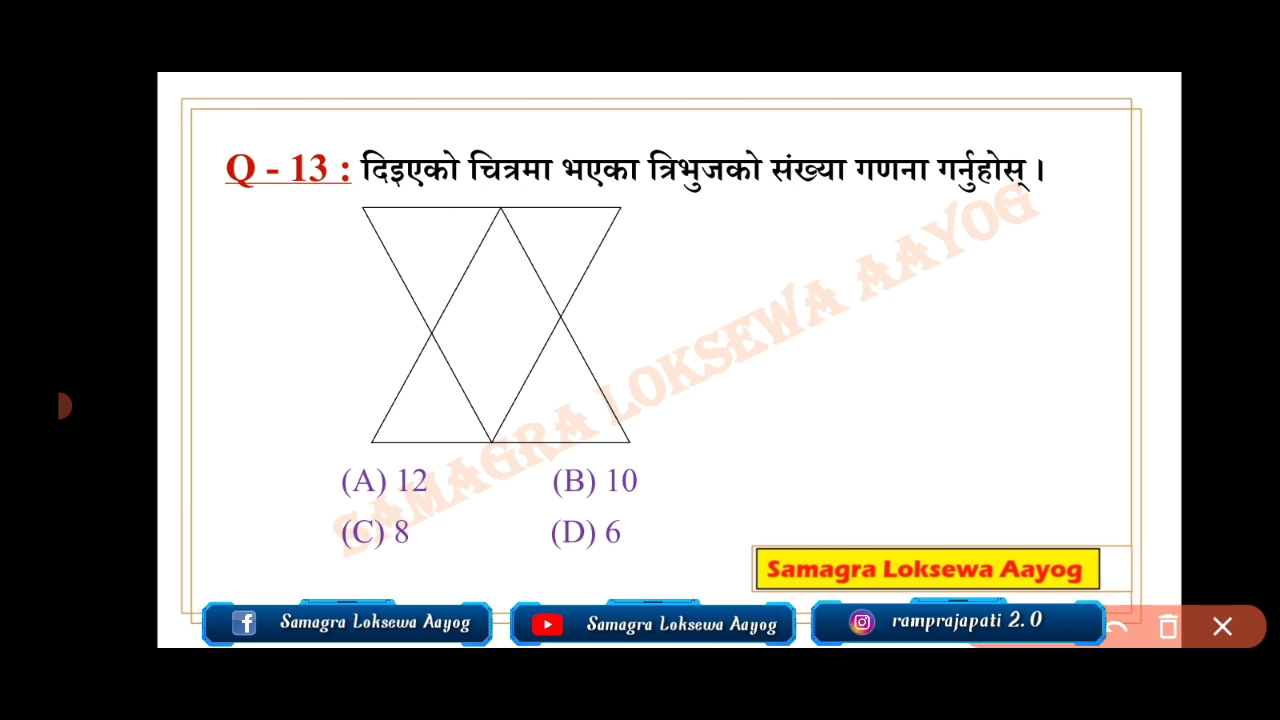 Q - 13 : दिइएको चित्रमा भएका त्रिभुजको संख्या गणना गर्नुहोस् ।
SAMAGRA LOKSEWA AAYOG
(A) 12 (B) 10
(C) 8 (D) 6
Samagra Loksewa Aayog
Samagra Loksewa Aayog Samagra Loksewa Aayog ramprajapati 2.0